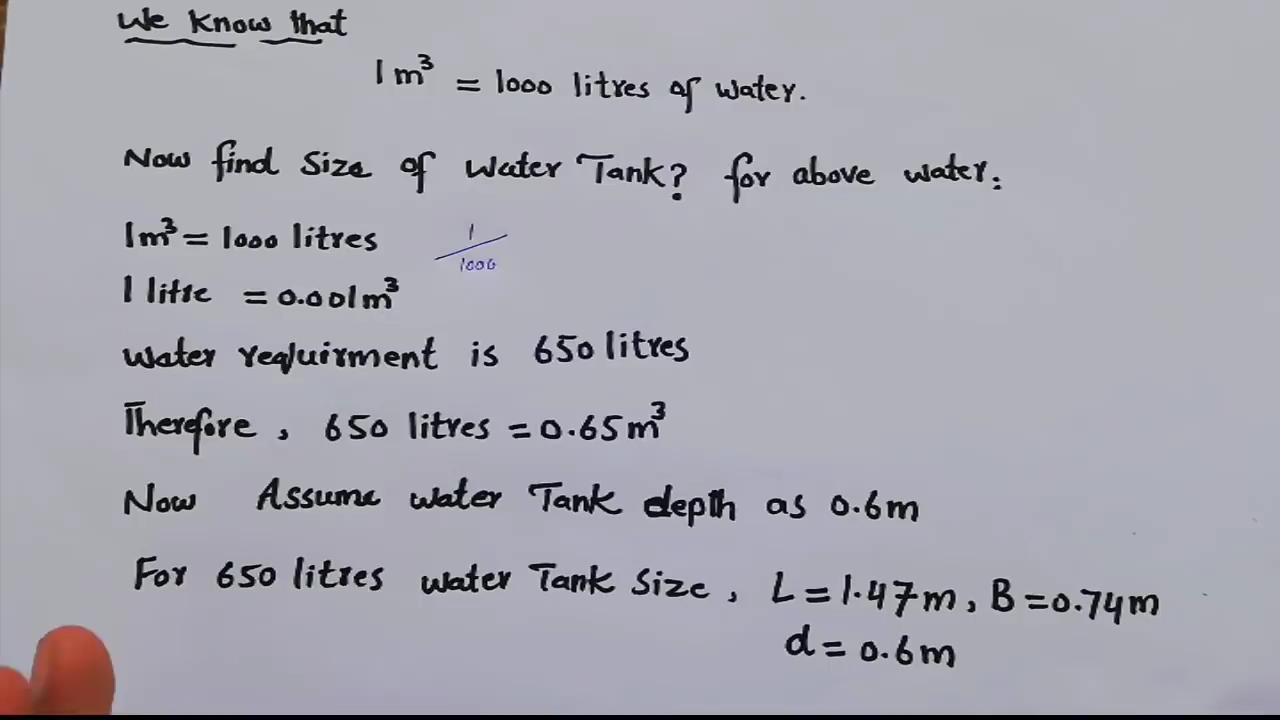 We know that
1m³ = 1000 litres of water.
Now find size of water Tank? for above water.
1m³ = 1000 litres
1/1000
1 litre = 0.001m³
water requirment is 650 litres
Therefore, 650 litres = 0.65m³
Now Assume water Tank depth as 0.6m
For 650 litres water Tank size, L = 1.47m, B = 0.74m
d = 0.6m